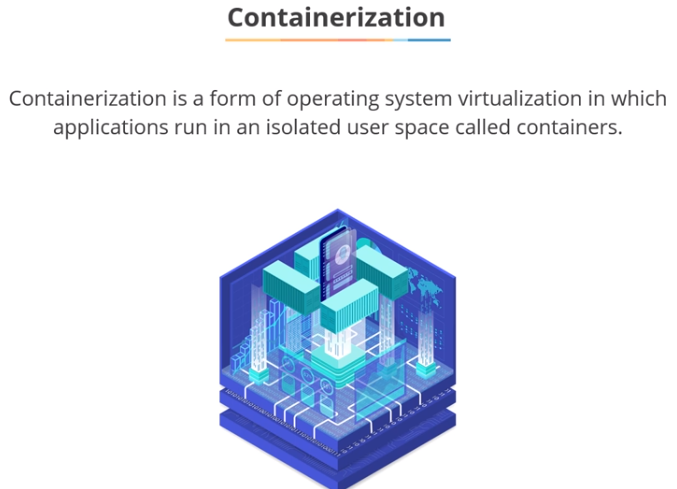 Containerization
Containerization is a form of operating system virtualization in which
applications run in an isolated user space called containers.